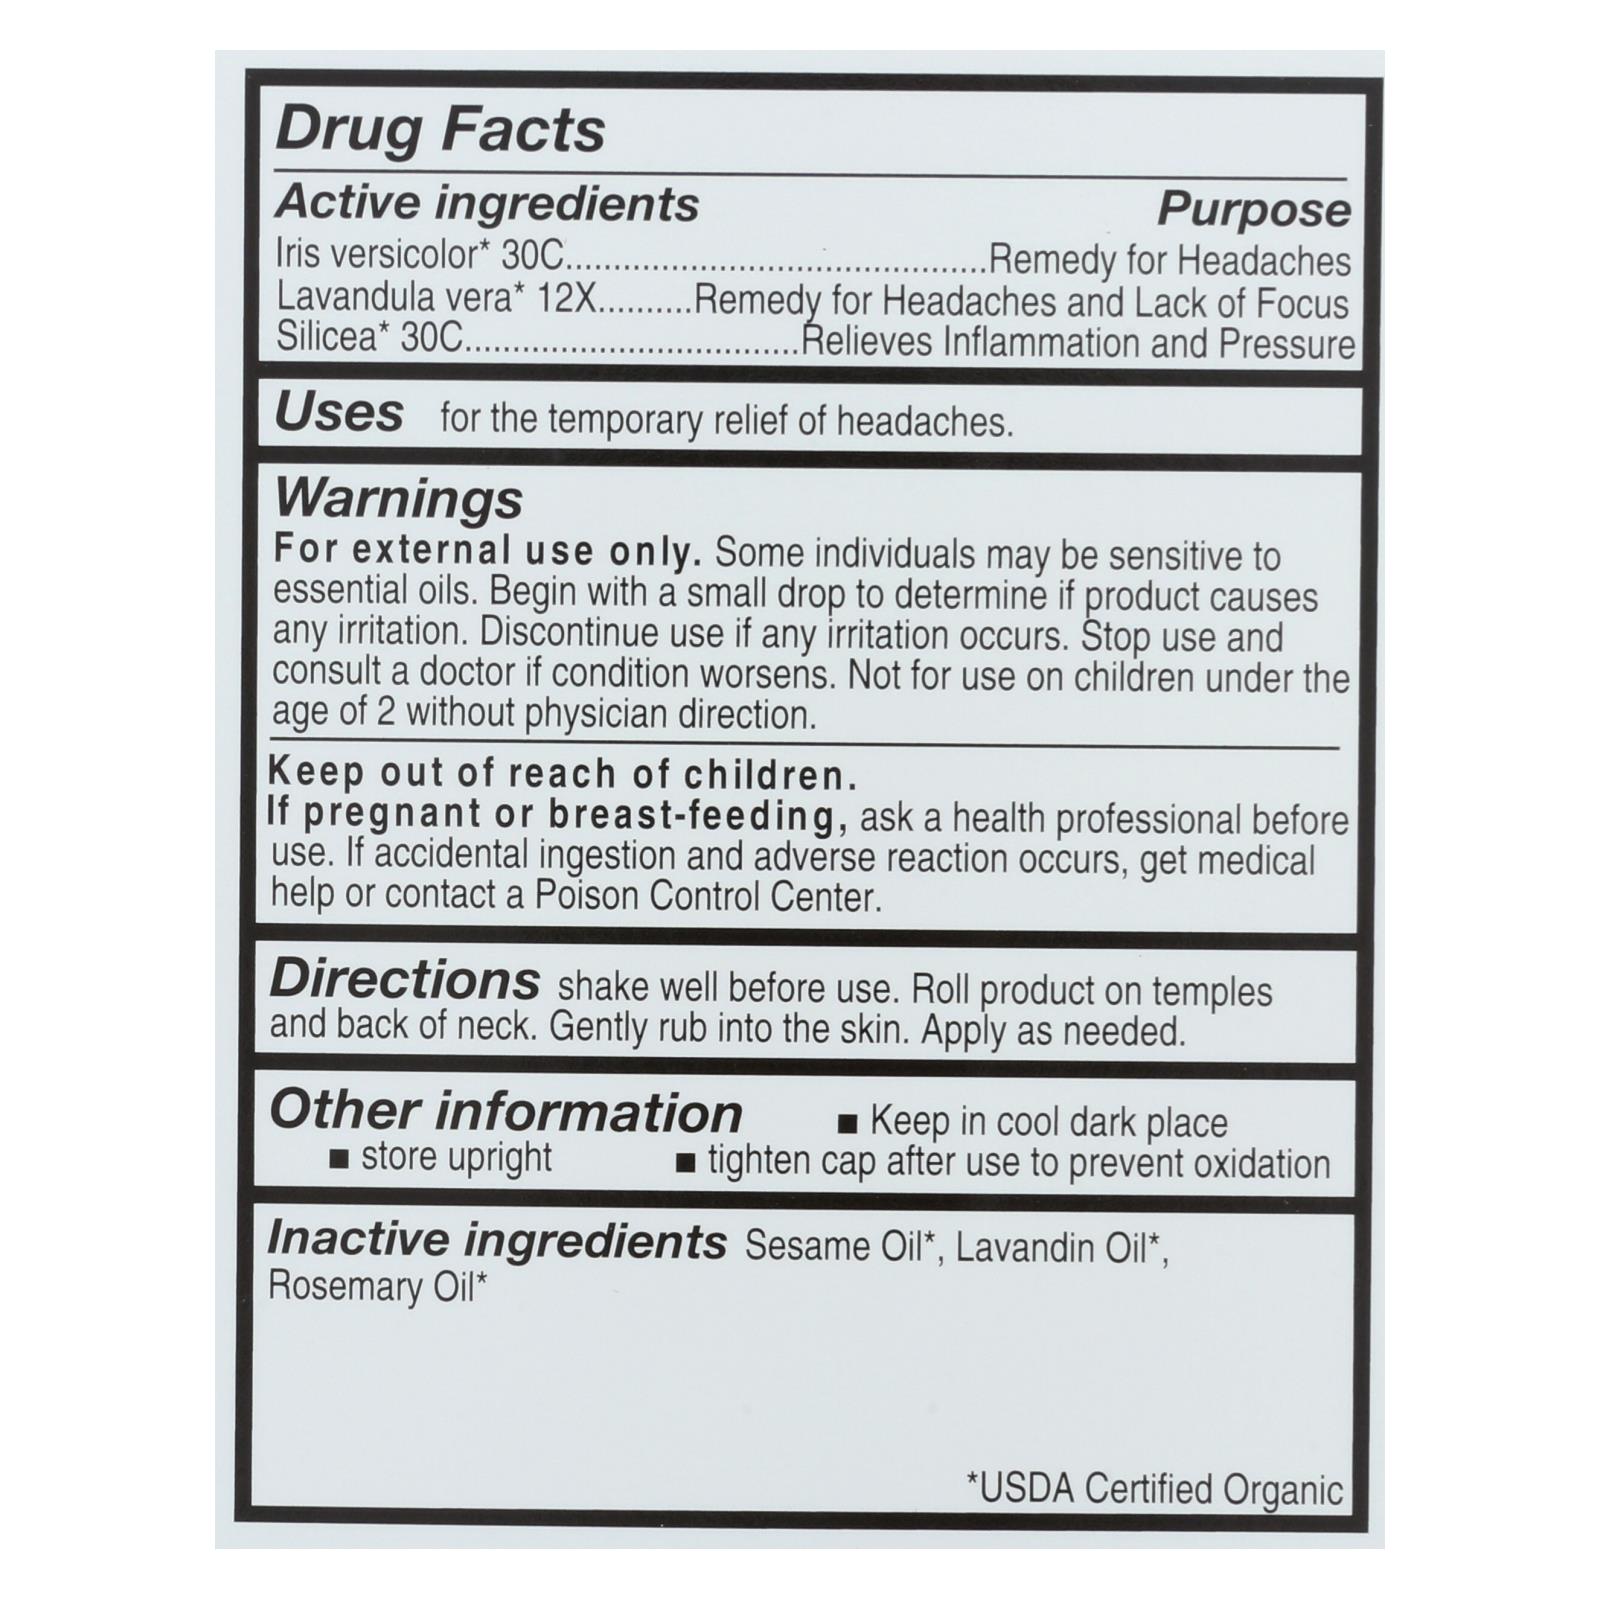 Drug Facts
Active ingredients Purpose
Iris versicolor* 30C...........................................Remedy for Headaches
Lavandula vera* 12X..........Remedy for Headaches and Lack of Focus
Silicea* 30C..................................Relieves Inflammation and Pressure
Uses for the temporary relief of headaches.
Warnings
For external use only. Some individuals may be sensitive to
essential oils. Begin with a small drop to determine if product causes
any irritation. Discontinue use if any irritation occurs. Stop use and
consult a doctor if condition worsens. Not for use on children under the
age of 2 without physician direction.
Keep out of reach of children.
If pregnant or breast-feeding, ask a health professional before
use. If accidental ingestion and adverse reaction occurs, get medical
help or contact a Poison Control Center.
Directions shake well before use. Roll product on temples
and back of neck. Gently rub into the skin. Apply as needed.
Other information ■ Keep in cool dark place
■ store upright ■ tighten cap after use to prevent oxidation
Inactive ingredients Sesame Oil*, Lavandin Oil*,
Rosemary Oil*
*USDA Certified Organic